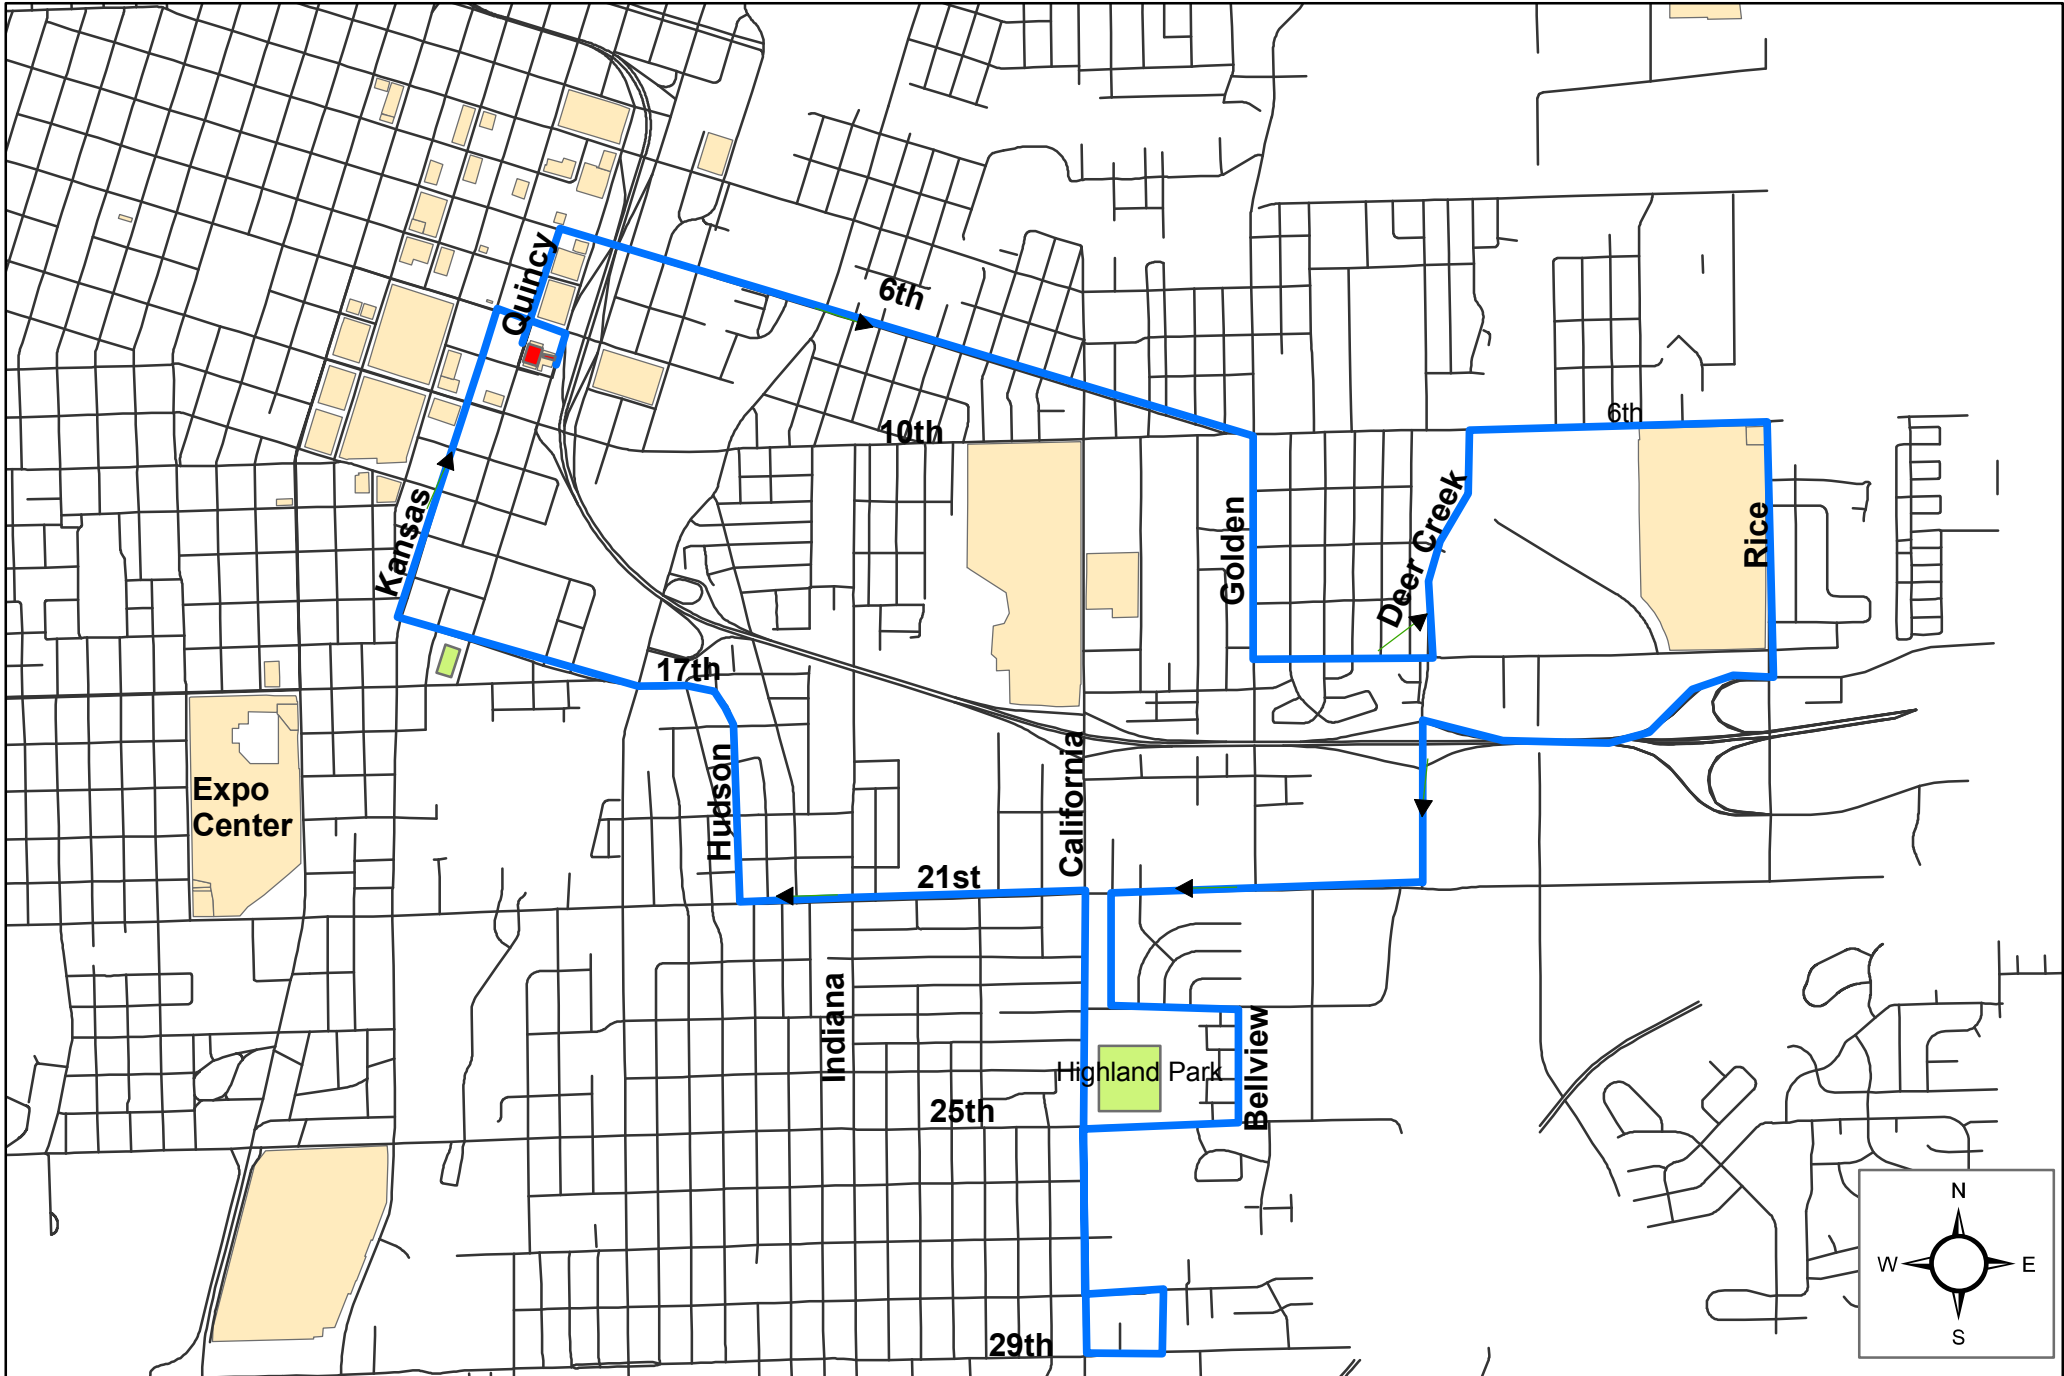 Quincy
6th
10th
6th
Kansas
Golden
Deer Creek
Rice
17th
Hudson
California
Expo
Center
21st
Indiana
Highland Park
Bellview
25th
29th
N
W
E
S